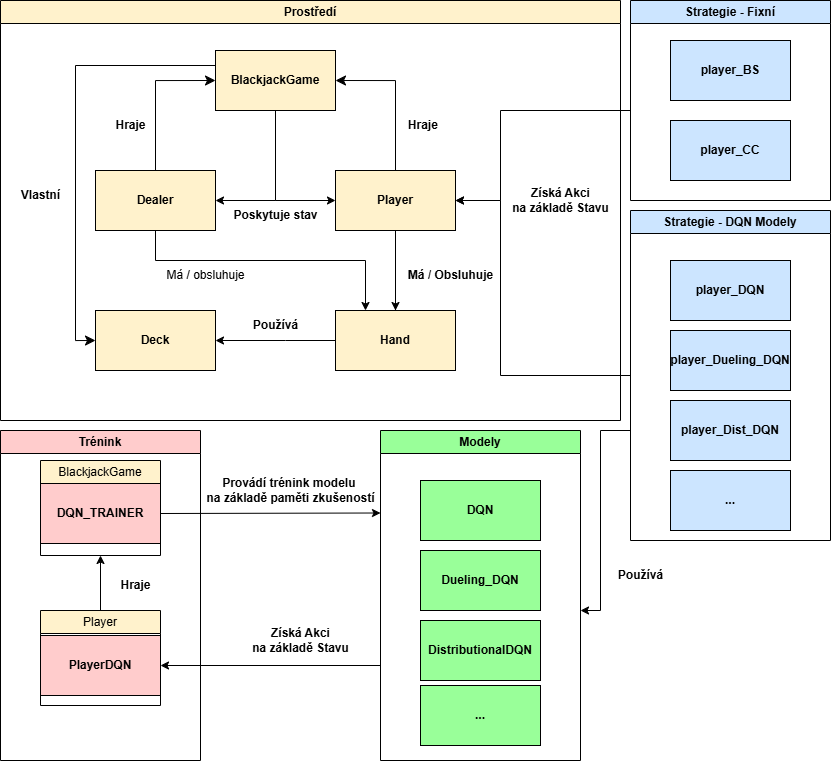 Prostředí
BlackjackGame
Hraje
Hraje
Vlastní
Dealer
Player
Poskytuje stav
Má / obsluhuje
Má / Obsluhuje
Deck
Používá
Hand
Získá Akci
na základě Stavu
Strategie - Fixní
player_BS
player_CC
Strategie - DQN Modely
player_DQN
player_Dueling_DQN
player_Dist_DQN
...
Používá
Trénink
BlackjackGame
DQN_TRAINER
Hraje
Player
PlayerDQN
Provádí trénink modelu
na základě paměti zkušeností
Získá Akci
na základě Stavu
Modely
DQN
Dueling_DQN
DistributionalDQN
...